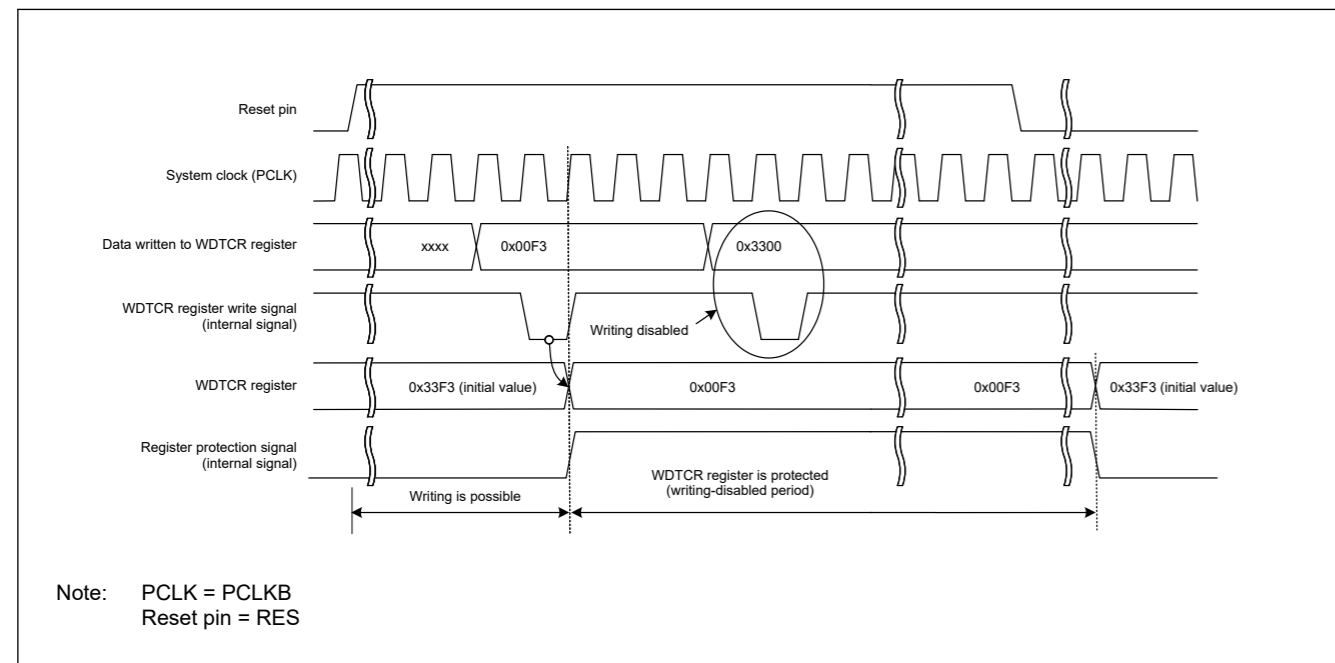 Reset pin
System clock (PCLK)
Data written to WDTCR register
xxxx
0x00F3
0x3300
WDTCR register write signal
(internal signal)
Writing disabled
WDTCR register
0x33F3 (initial value)
0x00F3
0x00F3
0x33F3 (initial value)
Register protection signal
(internal signal)
Writing is possible
WDTCR register is protected
(writing-disabled period)
Note: PCLK = PCLKB
Reset pin = RES